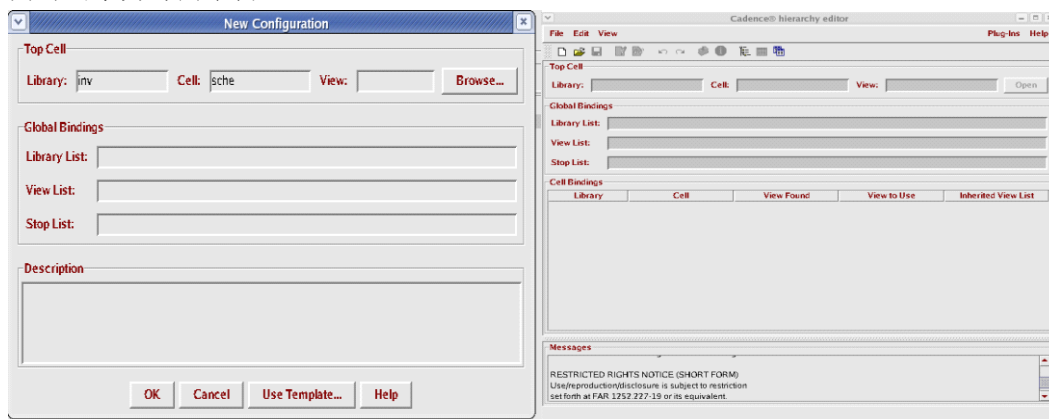 New Configuration
Top Cell
Library: inv Cell: sche View: Browse...
Global Bindings
Library List:
View List:
Stop List:
Description
OK Cancel Use Template... Help
Cadence® hierarchy editor
File Edit View Plug-Ins Help
Top Cell
Library: Cell: View: Open
Global Bindings
Library List:
View List:
Stop List:
Cell Bindings
Library Cell View Found View to Use Inherited View List
Messages
RESTRICTED RIGHTS NOTICE (SHORT FORM)
Use/reproduction/disclosure is subject to restriction
set forth at FAR 1252.227-19 or its equivalent.